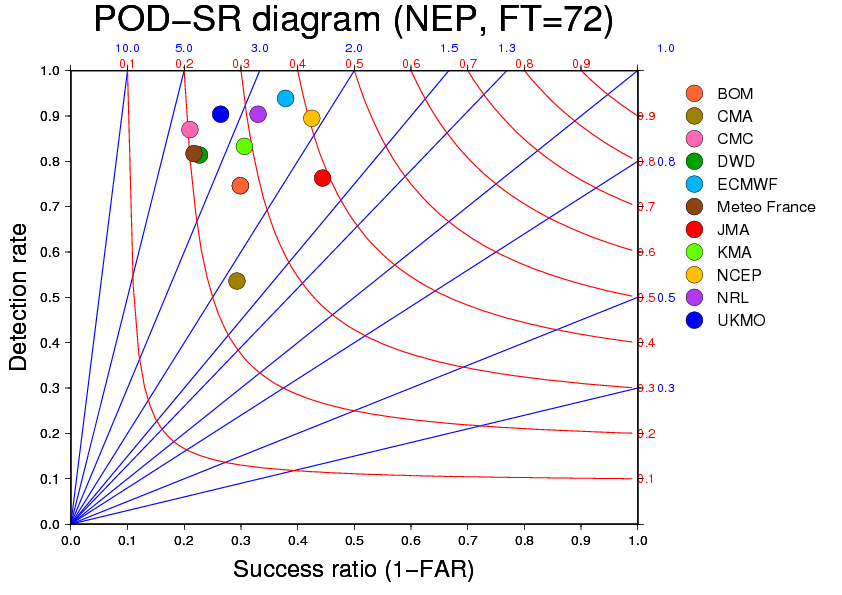 POD−SR diagram (NEP, FT=72)
10.0 5.0 3.0 2.0 1.5 1.3 1.0
0.1 0.2 0.3 0.4 0.5 0.6 0.7 0.8 0.9
1.0
0.9 0.9
0.8 0.8 0.8
0.7 0.7
0.6 0.6
0.5 0.5 0.5
0.4 0.4
0.3 0.3 0.3
0.2 0.2
0.1 0.1
0.0
0.0 0.1 0.2 0.3 0.4 0.5 0.6 0.7 0.8 0.9 1.0
Detection rate
Success ratio (1−FAR)
BOM
CMA
CMC
DWD
ECMWF
Meteo France
JMA
KMA
NCEP
NRL
UKMO